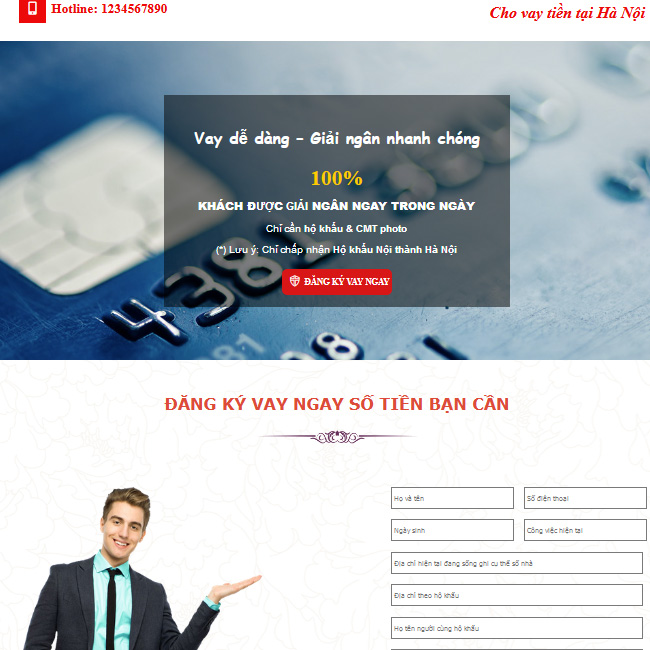 Hotline: 1234567890
Cho vay tiền tại Hà Nội
Vay dễ dàng - Giải ngân nhanh chóng
100%
KHÁCH ĐƯỢC GIẢI NGÂN NGAY TRONG NGÀY
Chỉ cần hộ khẩu & CMT photo
(*) Lưu ý: Chỉ chấp nhận Hộ khẩu Nội thành Hà Nội
ĐĂNG KÝ VAY NGAY
ĐĂNG KÝ VAY NGAY SỐ TIỀN BẠN CẦN
Họ và tên
Số điện thoại
Ngày sinh
Công việc hiện tại
Địa chỉ hiện tại đang sống ghi cụ thể số nhà
Địa chỉ theo hộ khẩu
Họ tên người cùng hộ khẩu